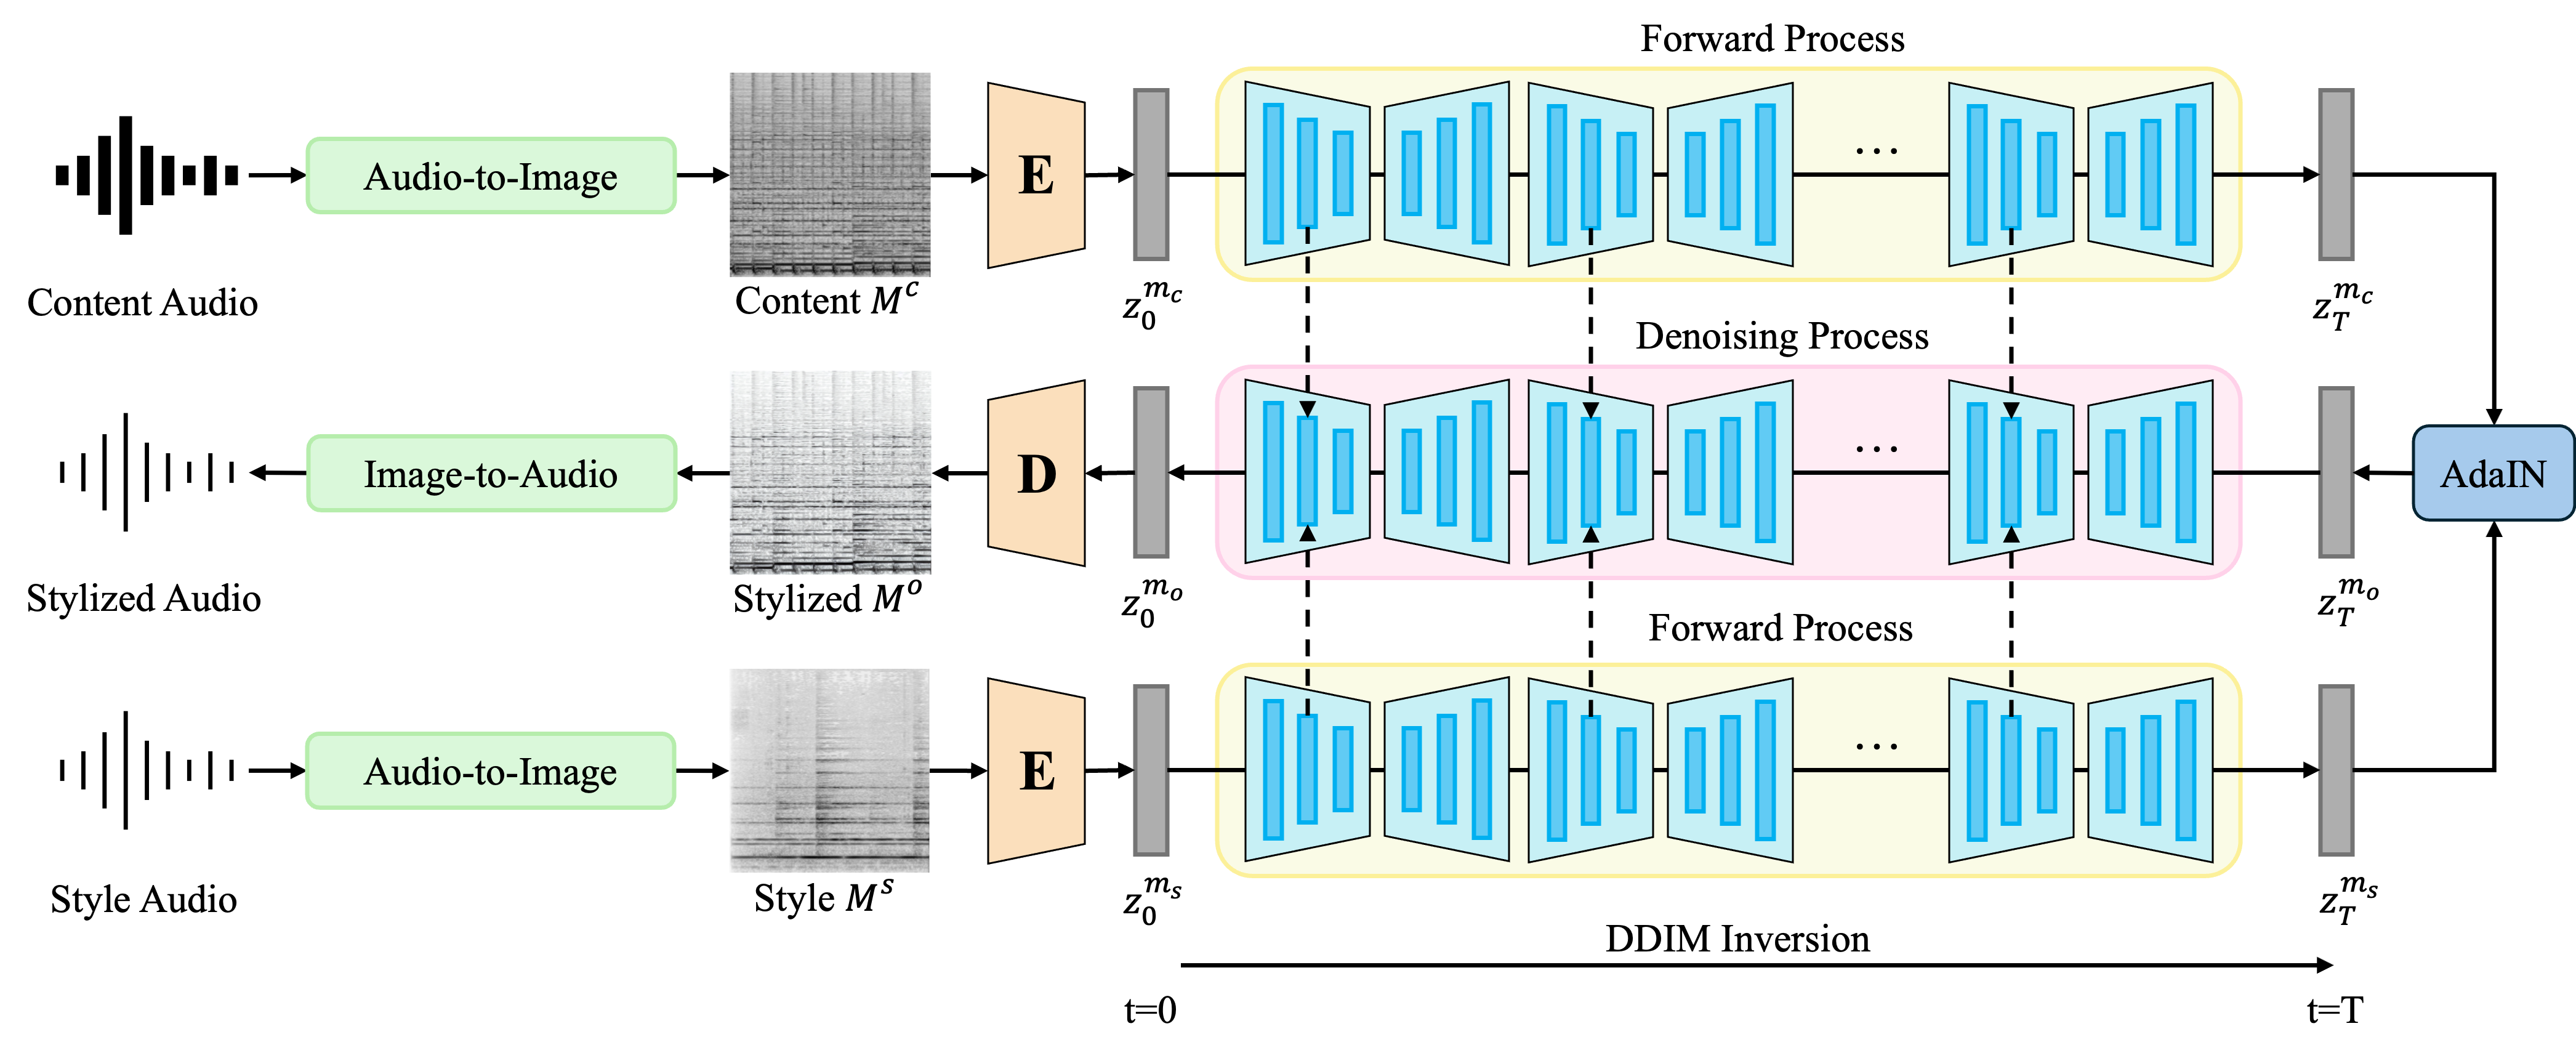 Forward Process
Audio-to-Image
E
...
Content Audio
Content M^c
z_0^{m_c}
z_T^{m_c}
Denoising Process
Image-to-Audio
D
...
AdaIN
Stylized Audio
Stylized M^o
z_0^{m_o}
z_T^{m_o}
Forward Process
Audio-to-Image
E
...
Style Audio
Style M^s
z_0^{m_s}
z_T^{m_s}
DDIM Inversion
t=0
t=T